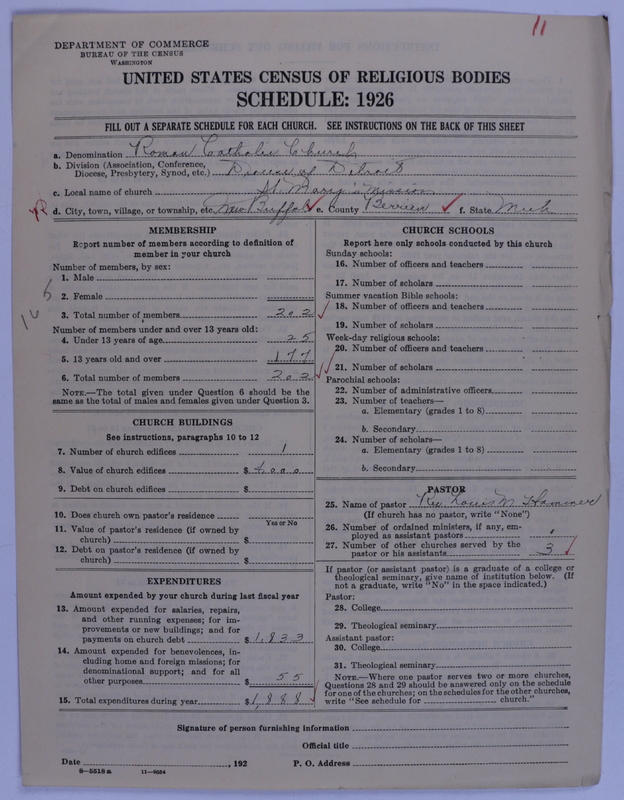 11
DEPARTMENT OF COMMERCE
BUREAU OF THE CENSUS
WASHINGTON
UNITED STATES CENSUS OF RELIGIOUS BODIES
SCHEDULE: 1926
FILL OUT A SEPARATE SCHEDULE FOR EACH CHURCH. SEE INSTRUCTIONS ON THE BACK OF THIS SHEET
a. Denomination Roman Catholic Church
b. Division (Association, Conference, Diocese, Presbytery, Synod, etc.) Diocese of Detroit
c. Local name of church St. Mary's Mission
d. City, town, village, or township, etc. New Buffalo e. County Berrien f. State Mich
MEMBERSHIP
Report number of members according to definition of
member in your church
Number of members, by sex:
1. Male
2. Female
3. Total number of members 202
Number of members under and over 13 years old:
4. Under 13 years of age 25
5. 13 years old and over 177
6. Total number of members 202
NOTE.—The total given under Question 6 should be the
same as the total of males and females given under Question 3.
CHURCH BUILDINGS
See instructions, paragraphs 10 to 12
7. Number of church edifices 1
8. Value of church edifices $ 4000
9. Debt on church edifices $
10. Does church own pastor's residence
Yes or No
11. Value of pastor's residence (if owned by
church) $
12. Debt on pastor's residence (if owned by
church) $
EXPENDITURES
Amount expended by your church during last fiscal year
13. Amount expended for salaries, repairs,
and other running expenses; for im-
provements or new buildings; and for
payments on church debt $ 1,833
14. Amount expended for benevolences, in-
cluding home and foreign missions; for
denominational support; and for all
other purposes $ 55
15. Total expenditures during year $ 1,888
CHURCH SCHOOLS
Report here only schools conducted by this church
Sunday schools:
16. Number of officers and teachers
17. Number of scholars
Summer vacation Bible schools:
18. Number of officers and teachers
19. Number of scholars
Week-day religious schools:
20. Number of officers and teachers
21. Number of scholars
Parochial schools:
22. Number of administrative officers
23. Number of teachers—
a. Elementary (grades 1 to 8)
b. Secondary
24. Number of scholars—
a. Elementary (grades 1 to 8)
b. Secondary
PASTOR
25. Name of pastor Rev. Louis M. Hammer
(If church has no pastor, write "None")
26. Number of ordained ministers, if any, em-
ployed as assistant pastors
27. Number of other churches served by the
pastor or his assistants 3
If pastor (or assistant pastor) is a graduate of a college or
theological seminary, give name of institution below. (If
not a graduate, write "No" in the space indicated.)
Pastor:
28. College
29. Theological seminary
Assistant pastor:
30. College
31. Theological seminary
NOTE.—Where one pastor serves two or more churches,
Questions 28 and 29 should be answered only on the schedule
for one of the churches; on the schedules for the other churches,
write "See schedule for church."
Signature of person furnishing information
Official title
Date , 192 P. O. Address
8—5518 a 11—9034